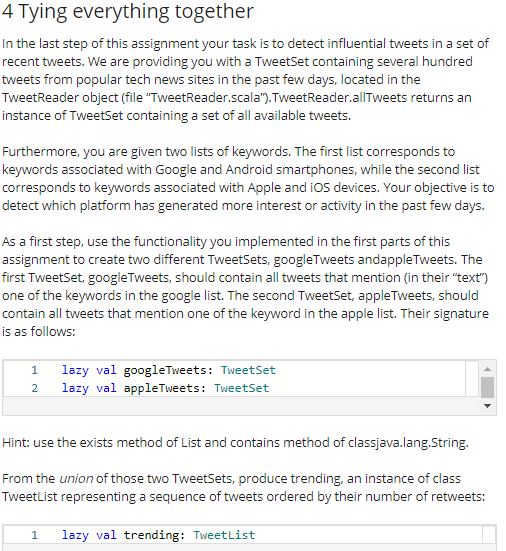 4 Tying everything together
In the last step of this assignment your task is to detect influential tweets in a set of
recent tweets. We are providing you with a TweetSet containing several hundred
tweets from popular tech news sites in the past few days, located in the
TweetReader object (file “TweetReader.scala”).TweetReader.allTweets returns an
instance of TweetSet containing a set of all available tweets.
Furthermore, you are given two lists of keywords. The first list corresponds to
keywords associated with Google and Android smartphones, while the second list
corresponds to keywords associated with Apple and iOS devices. Your objective is to
detect which platform has generated more interest or activity in the past few days.
As a first step, use the functionality you implemented in the first parts of this
assignment to create two different TweetSets, googleTweets andappleTweets. The
first TweetSet, googleTweets, should contain all tweets that mention (in their “text”)
one of the keywords in the google list. The second TweetSet, appleTweets, should
contain all tweets that mention one of the keyword in the apple list. Their signature
is as follows:
1 lazy val googleTweets: TweetSet
2 lazy val appleTweets: TweetSet
Hint: use the exists method of List and contains method of classjava.lang.String.
From the union of those two TweetSets, produce trending, an instance of class
TweetList representing a sequence of tweets ordered by their number of retweets:
1 lazy val trending: TweetList